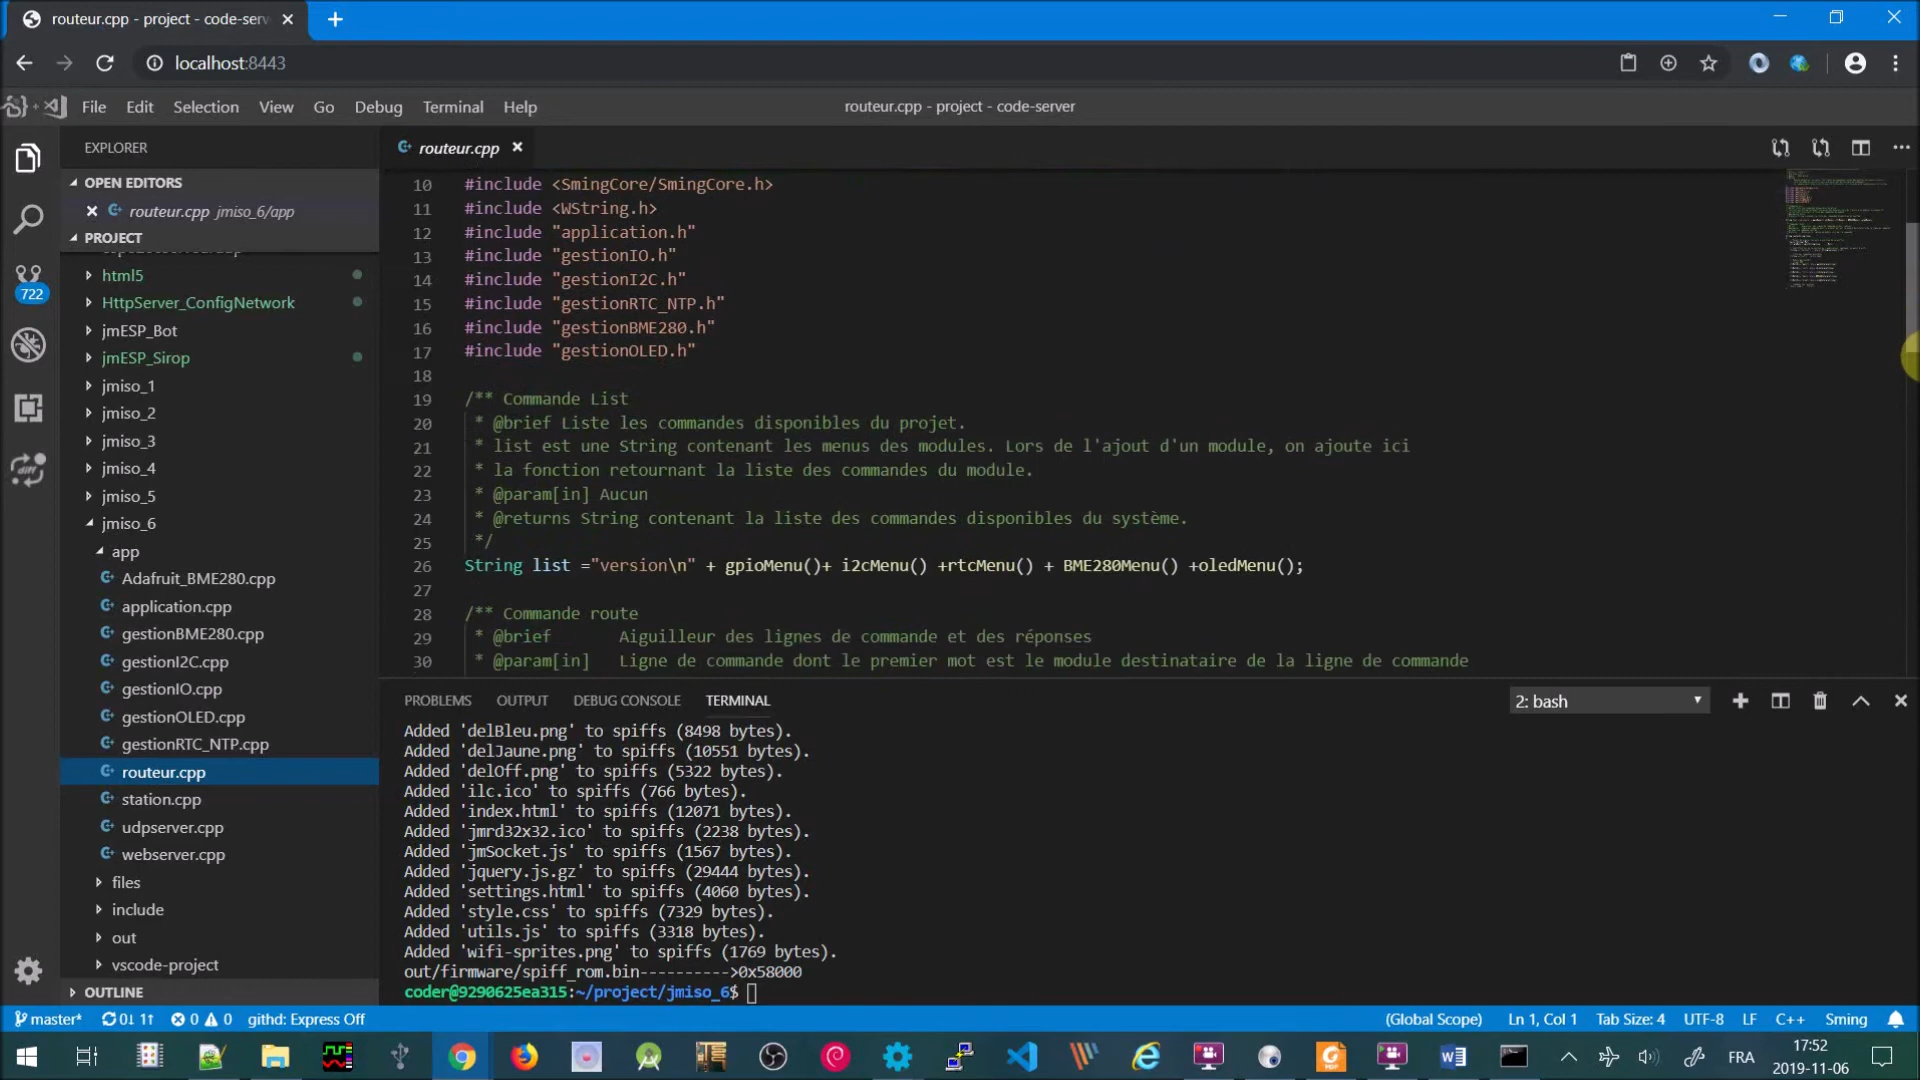 routeur.cpp - project - code-serv
localhost:8443
File Edit Selection View Go Debug Terminal Help
routeur.cpp - project - code-server
EXPLORER
OPEN EDITORS
routeur.cpp jmiso_6/app
PROJECT
html5
HttpServer_ConfigNetwork
jmESP_Bot
jmESP_Sirop
jmiso_1
jmiso_2
jmiso_3
jmiso_4
jmiso_5
jmiso_6
app
Adafruit_BME280.cpp
application.cpp
gestionBME280.cpp
gestionI2C.cpp
gestionIO.cpp
gestionOLED.cpp
gestionRTC_NTP.cpp
routeur.cpp
station.cpp
udpserver.cpp
webserver.cpp
files
include
out
vscode-project
OUTLINE
722
diff
routeur.cpp
10 #include <SmingCore/SmingCore.h>
11 #include <WString.h>
12 #include "application.h"
13 #include "gestionIO.h"
14 #include "gestionI2C.h"
15 #include "gestionRTC_NTP.h"
16 #include "gestionBME280.h"
17 #include "gestionOLED.h"
18
19 /** Commande List
20 * @brief Liste les commandes disponibles du projet.
21 * list est une String contenant les menus des modules. Lors de l'ajout d'un module, on ajoute ici
22 * la fonction retournant la liste des commandes du module.
23 * @param[in] Aucun
24 * @returns String contenant la liste des commandes disponibles du système.
25 */
26 String list ="version\n" + gpioMenu()+ i2cMenu() +rtcMenu() + BME280Menu() +oledMenu();
27
28 /** Commande route
29 * @brief Aiguilleur des lignes de commande et des réponses
30 * @param[in] Ligne de commande dont le premier mot est le module destinataire de la ligne de commande
PROBLEMS OUTPUT DEBUG CONSOLE TERMINAL
2: bash
Added 'delBleu.png' to spiffs (8498 bytes).
Added 'delJaune.png' to spiffs (10551 bytes).
Added 'delOff.png' to spiffs (5322 bytes).
Added 'ilc.ico' to spiffs (766 bytes).
Added 'index.html' to spiffs (12071 bytes).
Added 'jmrd32x32.ico' to spiffs (2238 bytes).
Added 'jmSocket.js' to spiffs (1567 bytes).
Added 'jquery.js.gz' to spiffs (29444 bytes).
Added 'settings.html' to spiffs (4060 bytes).
Added 'style.css' to spiffs (7329 bytes).
Added 'utils.js' to spiffs (3318 bytes).
Added 'wifi-sprites.png' to spiffs (1769 bytes).
out/firmware/spiff_rom.bin---------->0x58000
coder@9290625ea315:~/project/jmiso_6$
master* 0↓ 1↑ 0 0 githd: Express Off (Global Scope) Ln 1, Col 1 Tab Size: 4 UTF-8 LF C++ Sming
FRA
17:52
2019-11-06